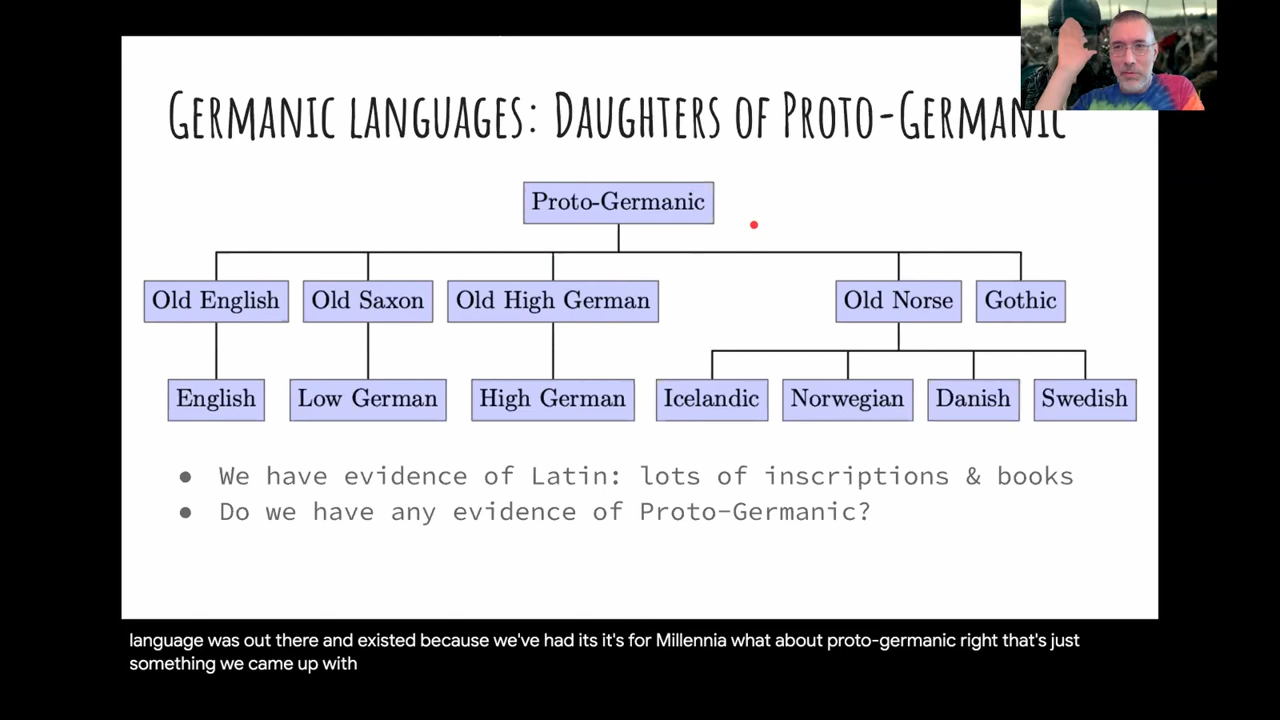 GERMANIC LANGUAGES: DAUGHTERS OF PROTO-GERMANIC
Proto-Germanic
Old English
Old Saxon
Old High German
Old Norse
Gothic
English
Low German
High German
Icelandic
Norwegian
Danish
Swedish
● We have evidence of Latin: lots of inscriptions & books
● Do we have any evidence of Proto-Germanic?
language was out there and existed because we've had its it's for Millennia what about proto-germanic right that's just
something we came up with